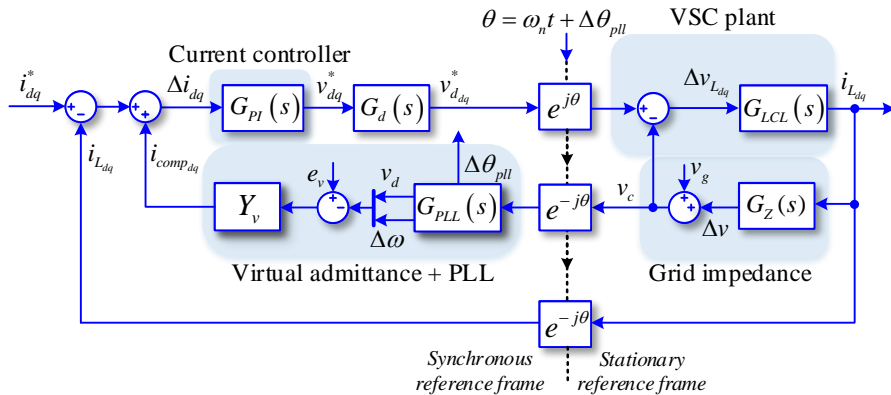 θ = ω_n t + Δθ_pll
VSC plant
Current controller
i*_dq
Δi_dq
v*_dq
v*_d_dq
Δv_L_dq
i_L_dq
+
-
+
+
G_PI(s)
G_d(s)
e^jθ
+
-
G_LCL(s)
i_L_dq
i_comp_dq
Δθ_pll
e_v
v_d
v_c
v_g
Y_v
+
-
G_PLL(s)
e^-jθ
+
+
G_Z(s)
Δω
Δv
Virtual admittance + PLL
Grid impedance
e^-jθ
Synchronous
reference frame
Stationary
reference frame